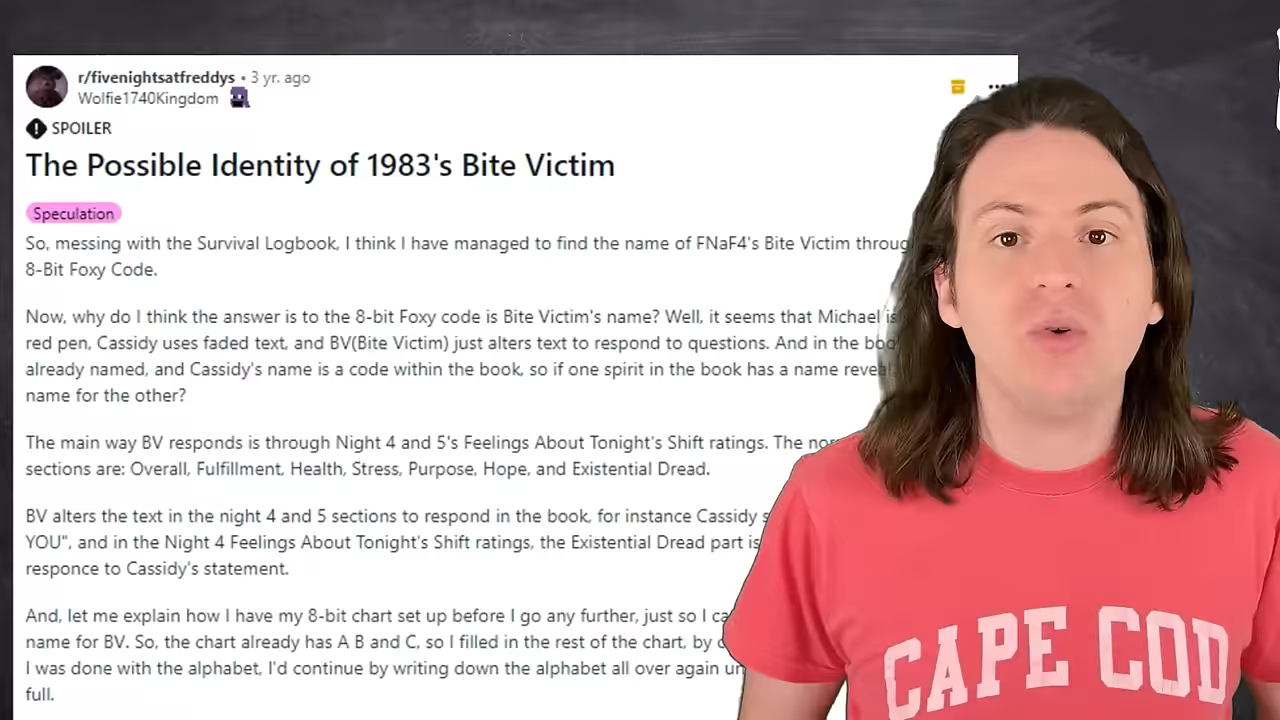 r/fivenightsatfreddys • 3 yr. ago
Wolfie1740Kingdom
SPOILER
The Possible Identity of 1983's Bite Victim
Speculation
So, messing with the Survival Logbook, I think I have managed to find the name of FNaF4's Bite Victim
8-Bit Foxy Code.
Now, why do I think the answer is to the 8-bit Foxy code is Bite Victim's name? Well, it seems that Michael is
red pen, Cassidy uses faded text, and BV(Bite Victim) just alters text to respond to questions. And in the
already named, and Cassidy's name is a code within the book, so if one spirit in the book has a name
name for the other?
The main way BV responds is through Night 4 and 5's Feelings About Tonight's Shift ratings. The
sections are: Overall, Fulfillment, Health, Stress, Purpose, Hope, and Existential Dread.
BV alters the text in the night 4 and 5 sections to respond in the book, for instance Cassidy
YOU", and in the Night 4 Feelings About Tonight's Shift ratings, the Existential Dread part is
responce to Cassidy's statement.
And, let me explain how I have my 8-bit chart set up before I go any further, just so I
name for BV. So, the chart already has A B and C, so I filled in the rest of the chart, by
I was done with the alphabet, I'd continue by writing down the alphabet all over again
full.
CAPE COD